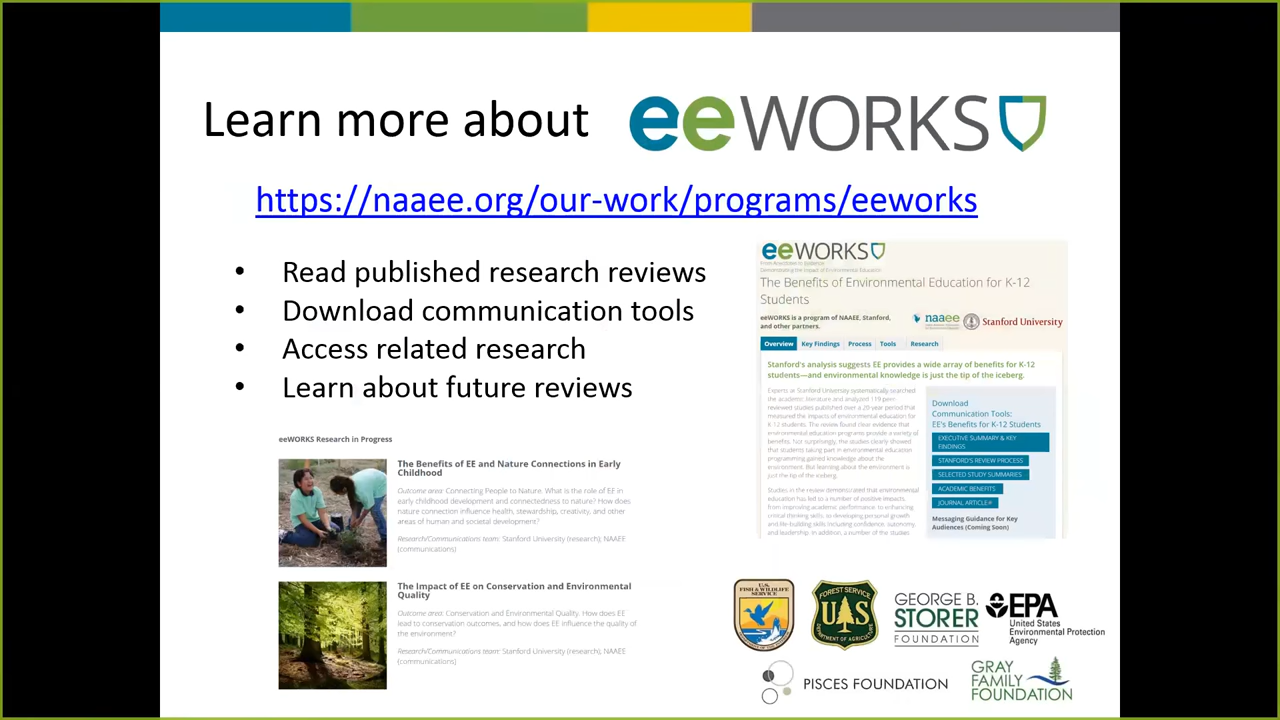 Learn more about eeWORKS
https://naaee.org/our-work/programs/eeworks
• Read published research reviews
• Download communication tools
• Access related research
• Learn about future reviews
eeWORKS Research in Progress
The Benefits of EE and Nature Connections in Early
Childhood
Outcome area: Connecting People to Nature. What is the role of EE in
early childhood development and connectedness to nature? How does
nature connection influence health, stewardship, creativity, and other
areas of human and societal development?
Research/Communications team: Stanford University (research); NAAEE
(communications)
The Impact of EE on Conservation and Environmental
Quality
Outcome area: Conservation and Environmental Quality. How does EE
lead to conservation outcomes, and how does EE influence the quality of
the environment?
Research/Communications team: Stanford University (research); NAAEE
(communications)
eeWORKS
From Anecdotes to Evidence
Demonstrating the Impact of Environmental Education
The Benefits of Environmental Education for K-12
Students
eeWORKS is a program of NAAEE, Stanford,
and other partners.
naaee
Stanford University
Overview Key Findings Process Tools Research
Stanford's analysis suggests EE provides a wide array of benefits for K-12
students—and environmental knowledge is just the tip of the iceberg.
Experts at Stanford University systematically searched
the academic literature and analyzed 119 peer-
reviewed studies published over a 20-year period that
measured the impacts of environmental education for
K-12 students. The review found clear evidence that
environmental education programs provide a variety of
benefits. Not surprisingly, the studies clearly showed
that students taking part in environmental education
programming gained knowledge about the
environment. But learning about the environment is
just the tip of the iceberg.
Studies in the review demonstrated that environmental
education has led to a number of positive impacts,
from improving academic performance, to enhancing
critical thinking skills, to developing personal growth
and life-building skills including confidence, autonomy,
and leadership. In addition, a number of the studies
Download
Communication Tools:
EE's Benefits for K-12 Students
EXECUTIVE SUMMARY & KEY
FINDINGS
STANFORD'S REVIEW PROCESS
SELECTED STUDY SUMMARIES
ACADEMIC BENEFITS
JOURNAL ARTICLE
Messaging Guidance for Key
Audiences (Coming Soon)
U.S.
FISH & WILDLIFE
SERVICE
FOREST SERVICE
U S
DEPARTMENT OF AGRICULTURE
GEORGE B.
STORER
FOUNDATION
EPA
United States
Environmental Protection
Agency
PISCES FOUNDATION
GRAY
FAMILY
FOUNDATION